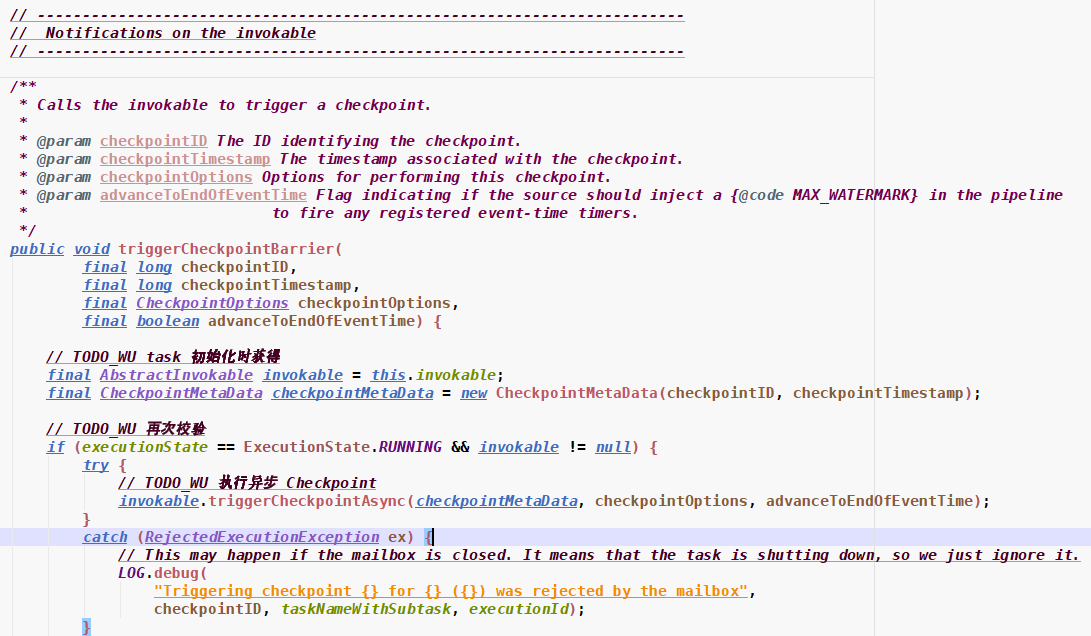 // ------------------------------------------------------------------------
//  Notifications on the invokable
// ------------------------------------------------------------------------
/**
 * Calls the invokable to trigger a checkpoint.
 *
 * @param checkpointID The ID identifying the checkpoint.
 * @param checkpointTimestamp The timestamp associated with the checkpoint.
 * @param checkpointOptions Options for performing this checkpoint.
 * @param advanceToEndOfEventTime Flag indicating if the source should inject a {@code MAX_WATERMARK} in the pipeline
 *                           to fire any registered event-time timers.
 */
public void triggerCheckpointBarrier(
        final long checkpointID,
        final long checkpointTimestamp,
        final CheckpointOptions checkpointOptions,
        final boolean advanceToEndOfEventTime) {
    // TODO_WU task 初始化时获得
    final AbstractInvokable invokable = this.invokable;
    final CheckpointMetaData checkpointMetaData = new CheckpointMetaData(checkpointID, checkpointTimestamp);
    // TODO_WU 再次校验
    if (executionState == ExecutionState.RUNNING && invokable != null) {
        try {
            // TODO_WU 执行异步 Checkpoint
            invokable.triggerCheckpointAsync(checkpointMetaData, checkpointOptions, advanceToEndOfEventTime);
        }
        catch (RejectedExecutionException ex) {
            // This may happen if the mailbox is closed. It means that the task is shutting down, so we just ignore it.
            LOG.debug(
                "Triggering checkpoint {} for {} ({}) was rejected by the mailbox",
                checkpointID, taskNameWithSubtask, executionId);
        }